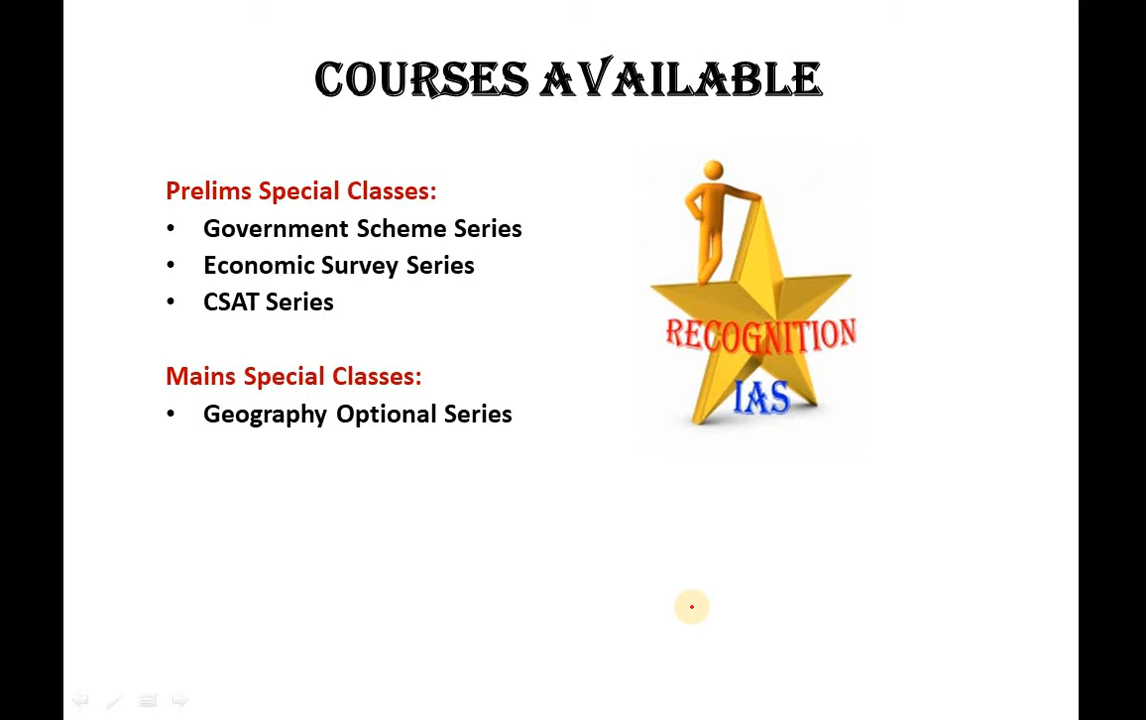 COURSES AVAILABLE
Prelims Special Classes:
• Government Scheme Series
• Economic Survey Series
• CSAT Series
Mains Special Classes:
• Geography Optional Series
RECOGNITION
IAS